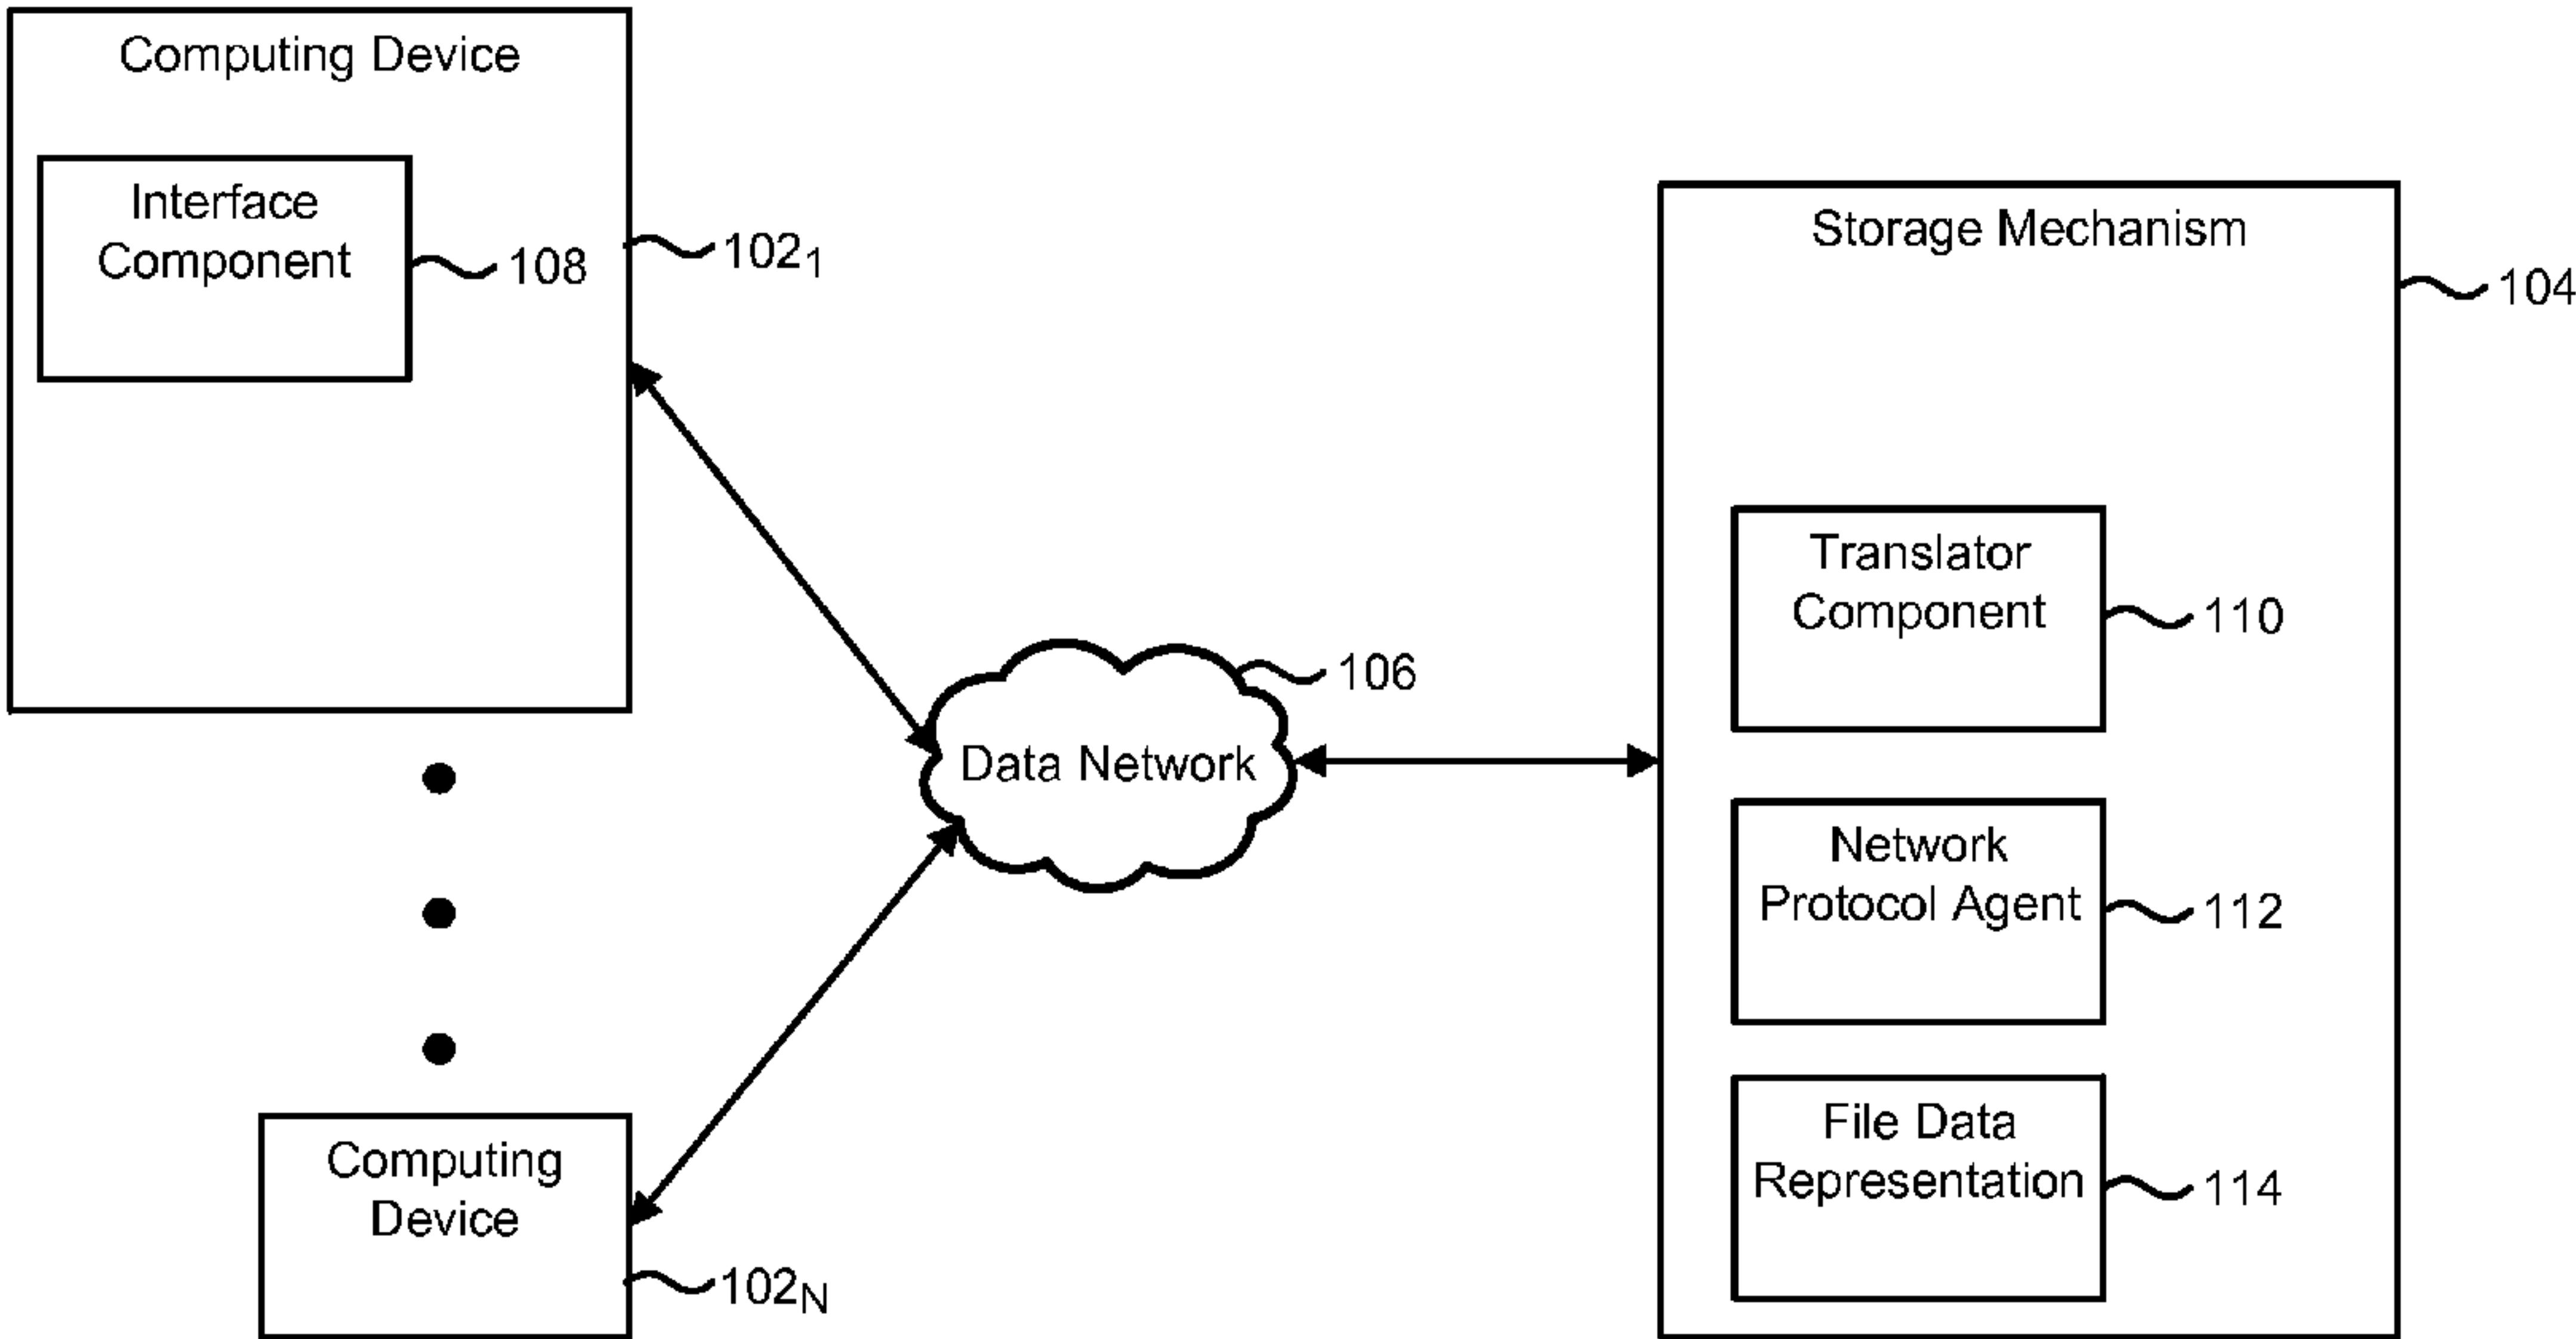 Computing Device
Interface
Component
108
102₁
Storage Mechanism
104
Translator
Component
110
106
Data Network
Network
Protocol Agent
112
File Data
Representation
114
Computing
Device
102_N